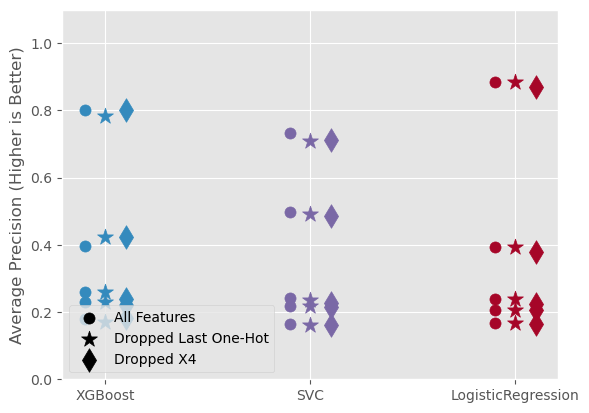 Average Precision (Higher is Better)
1.0
0.8
0.6
0.4
0.2
0.0
All Features
Dropped Last One-Hot
Dropped X4
XGBoost SVC LogisticRegression